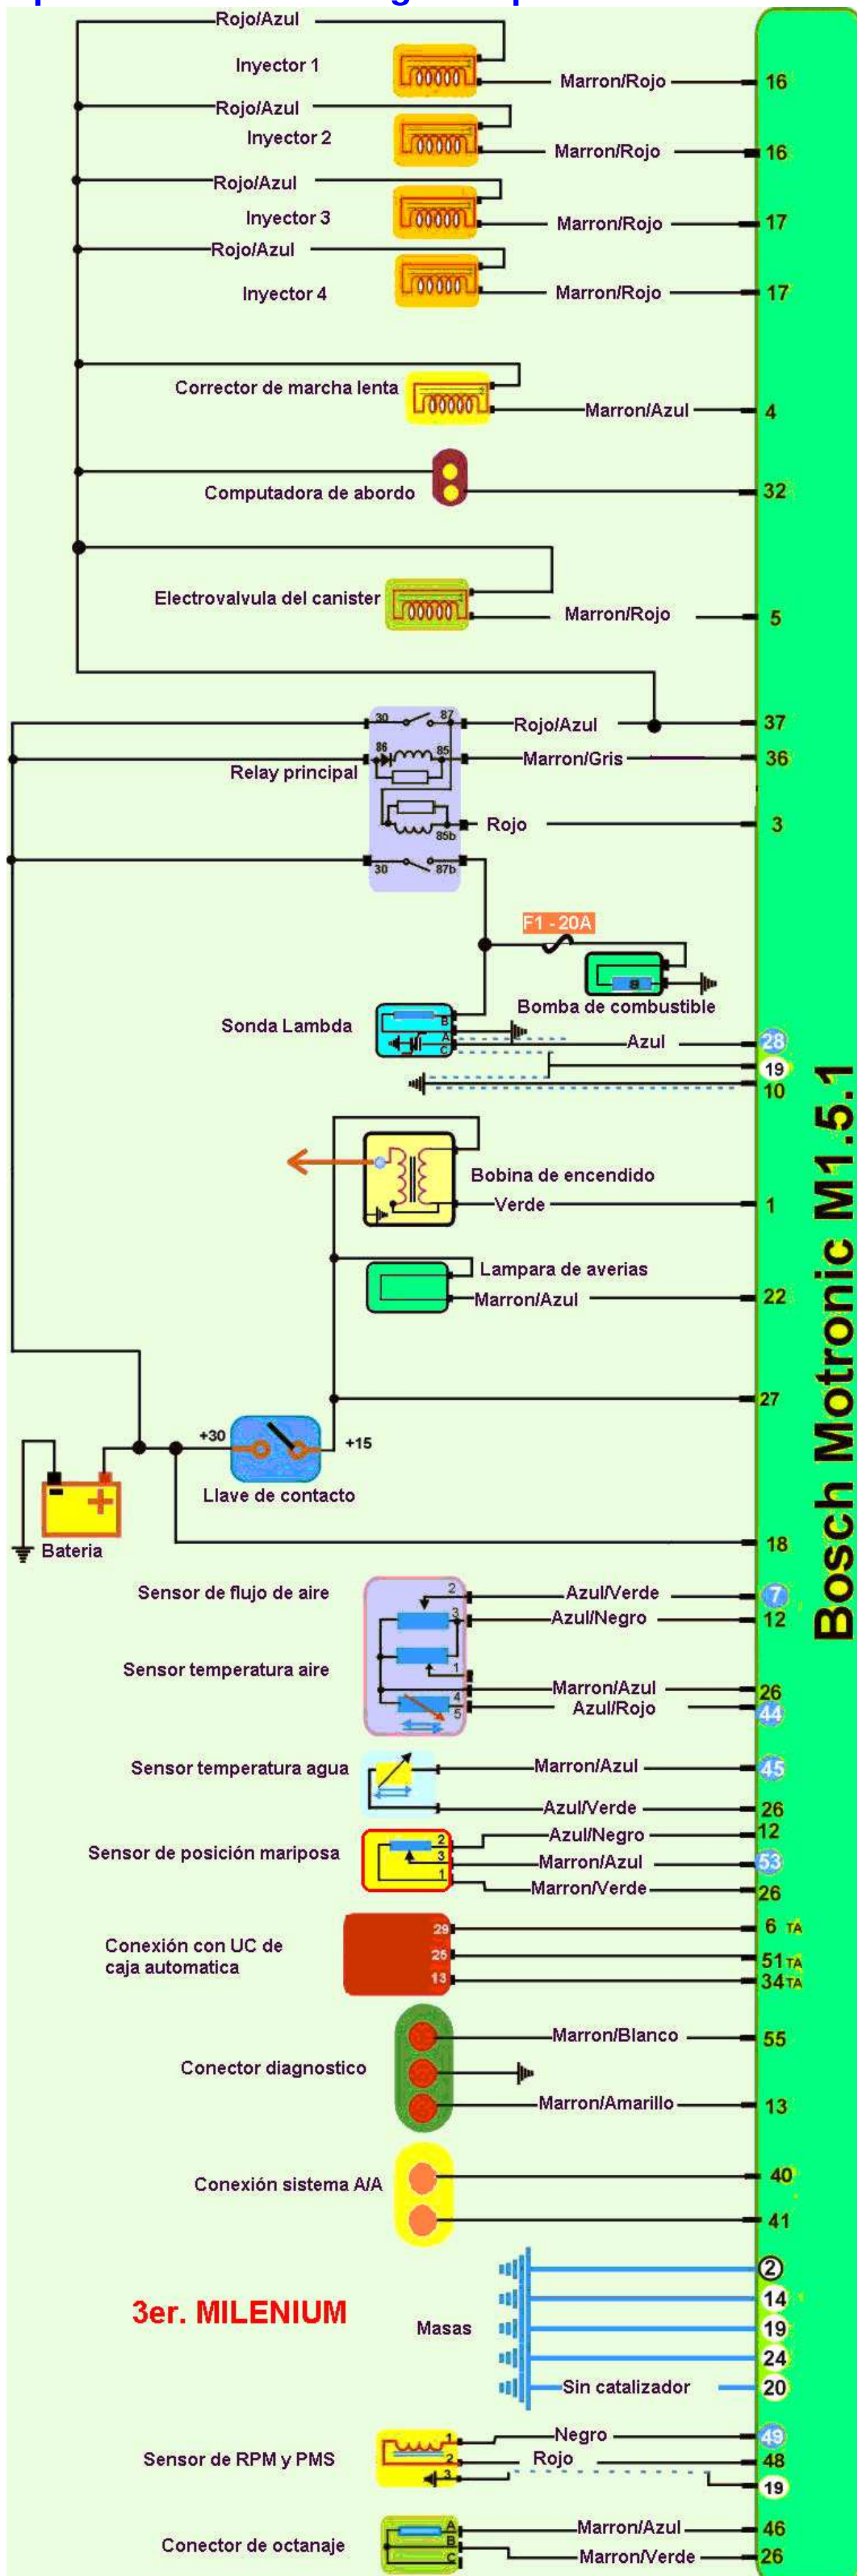 Rojo/Azul
Inyector 1
Marron/Rojo 16
Rojo/Azul
Inyector 2
Marron/Rojo 16
Rojo/Azul
Inyector 3
Marron/Rojo 17
Rojo/Azul
Inyector 4
Marron/Rojo 17
Corrector de marcha lenta
Marron/Azul 4
Computadora de abordo 32
Electrovalvula del canister
Marron/Rojo 5
30 87 Rojo/Azul 37
86 85 Marron/Gris 36
Relay principal
85b Rojo 3
30 87b
F1 - 20A
Bomba de combustible
Sonda Lambda
B
A Azul 28
C
19
10
Bosch Motronic M1.5.1
Bobina de encendido
Verde 1
Lampara de averias
Marron/Azul 22
27
+30 +15
Llave de contacto
Bateria
18
Sensor de flujo de aire
2 Azul/Verde 7
3 Azul/Negro 12
Sensor temperatura aire
1
4 Marron/Azul 26
5 Azul/Rojo 44
Sensor temperatura agua
Marron/Azul 45
Azul/Verde 26
Sensor de posición mariposa
2 Azul/Negro 12
3 Marron/Azul 53
1 Marron/Verde 26
Conexión con UC de
caja automatica
29 6 TA
25 51 TA
13 34 TA
Conector diagnostico
Marron/Blanco 55
Marron/Amarillo 13
Conexión sistema A/A
40
41
3er. MILENIUM
Masas
2
14
19
24
Sin catalizador 20
Sensor de RPM y PMS
1 Negro 49
2 Rojo 48
3 19
Conector de octanaje
A Marron/Azul 46
B Marron/Verde 26
C